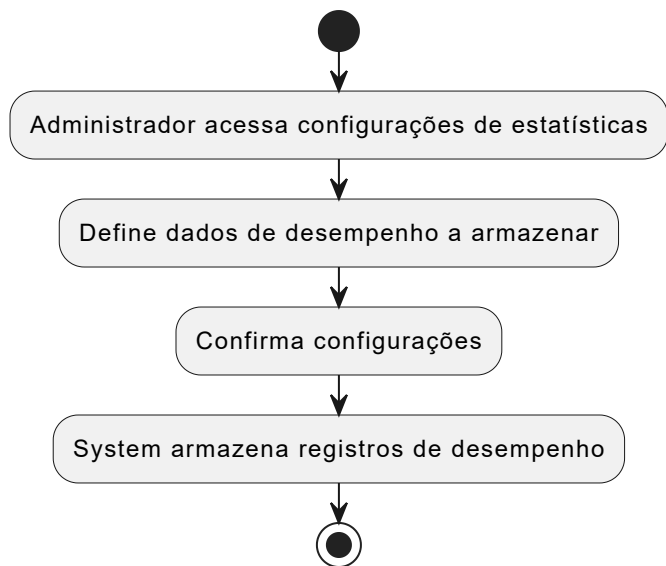 Administrador acessa configurações de estatísticas
Define dados de desempenho a armazenar
Confirma configurações
System armazena registros de desempenho